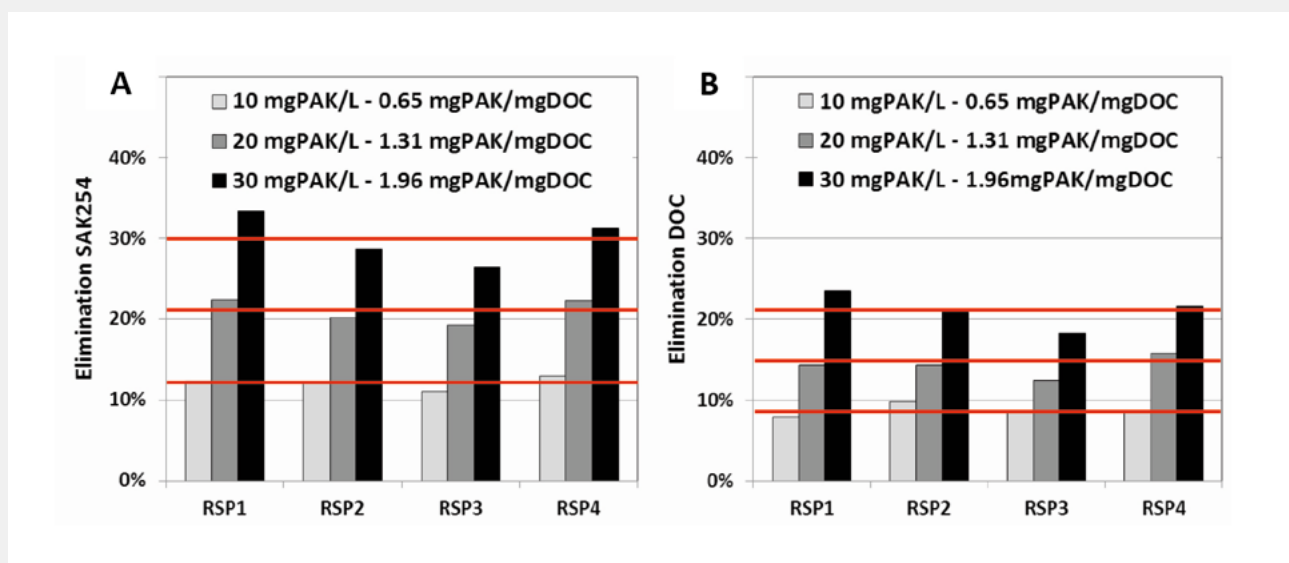 A
10 mgPAK/L - 0.65 mgPAK/mgDOC
20 mgPAK/L - 1.31 mgPAK/mgDOC
30 mgPAK/L - 1.96 mgPAK/mgDOC
Elimination SAK254
40%
30%
20%
10%
0%
RSP1 RSP2 RSP3 RSP4
B
10 mgPAK/L - 0.65 mgPAK/mgDOC
20 mgPAK/L - 1.31 mgPAK/mgDOC
30 mgPAK/L - 1.96mgPAK/mgDOC
Elimination DOC
40%
30%
20%
10%
0%
RSP1 RSP2 RSP3 RSP4